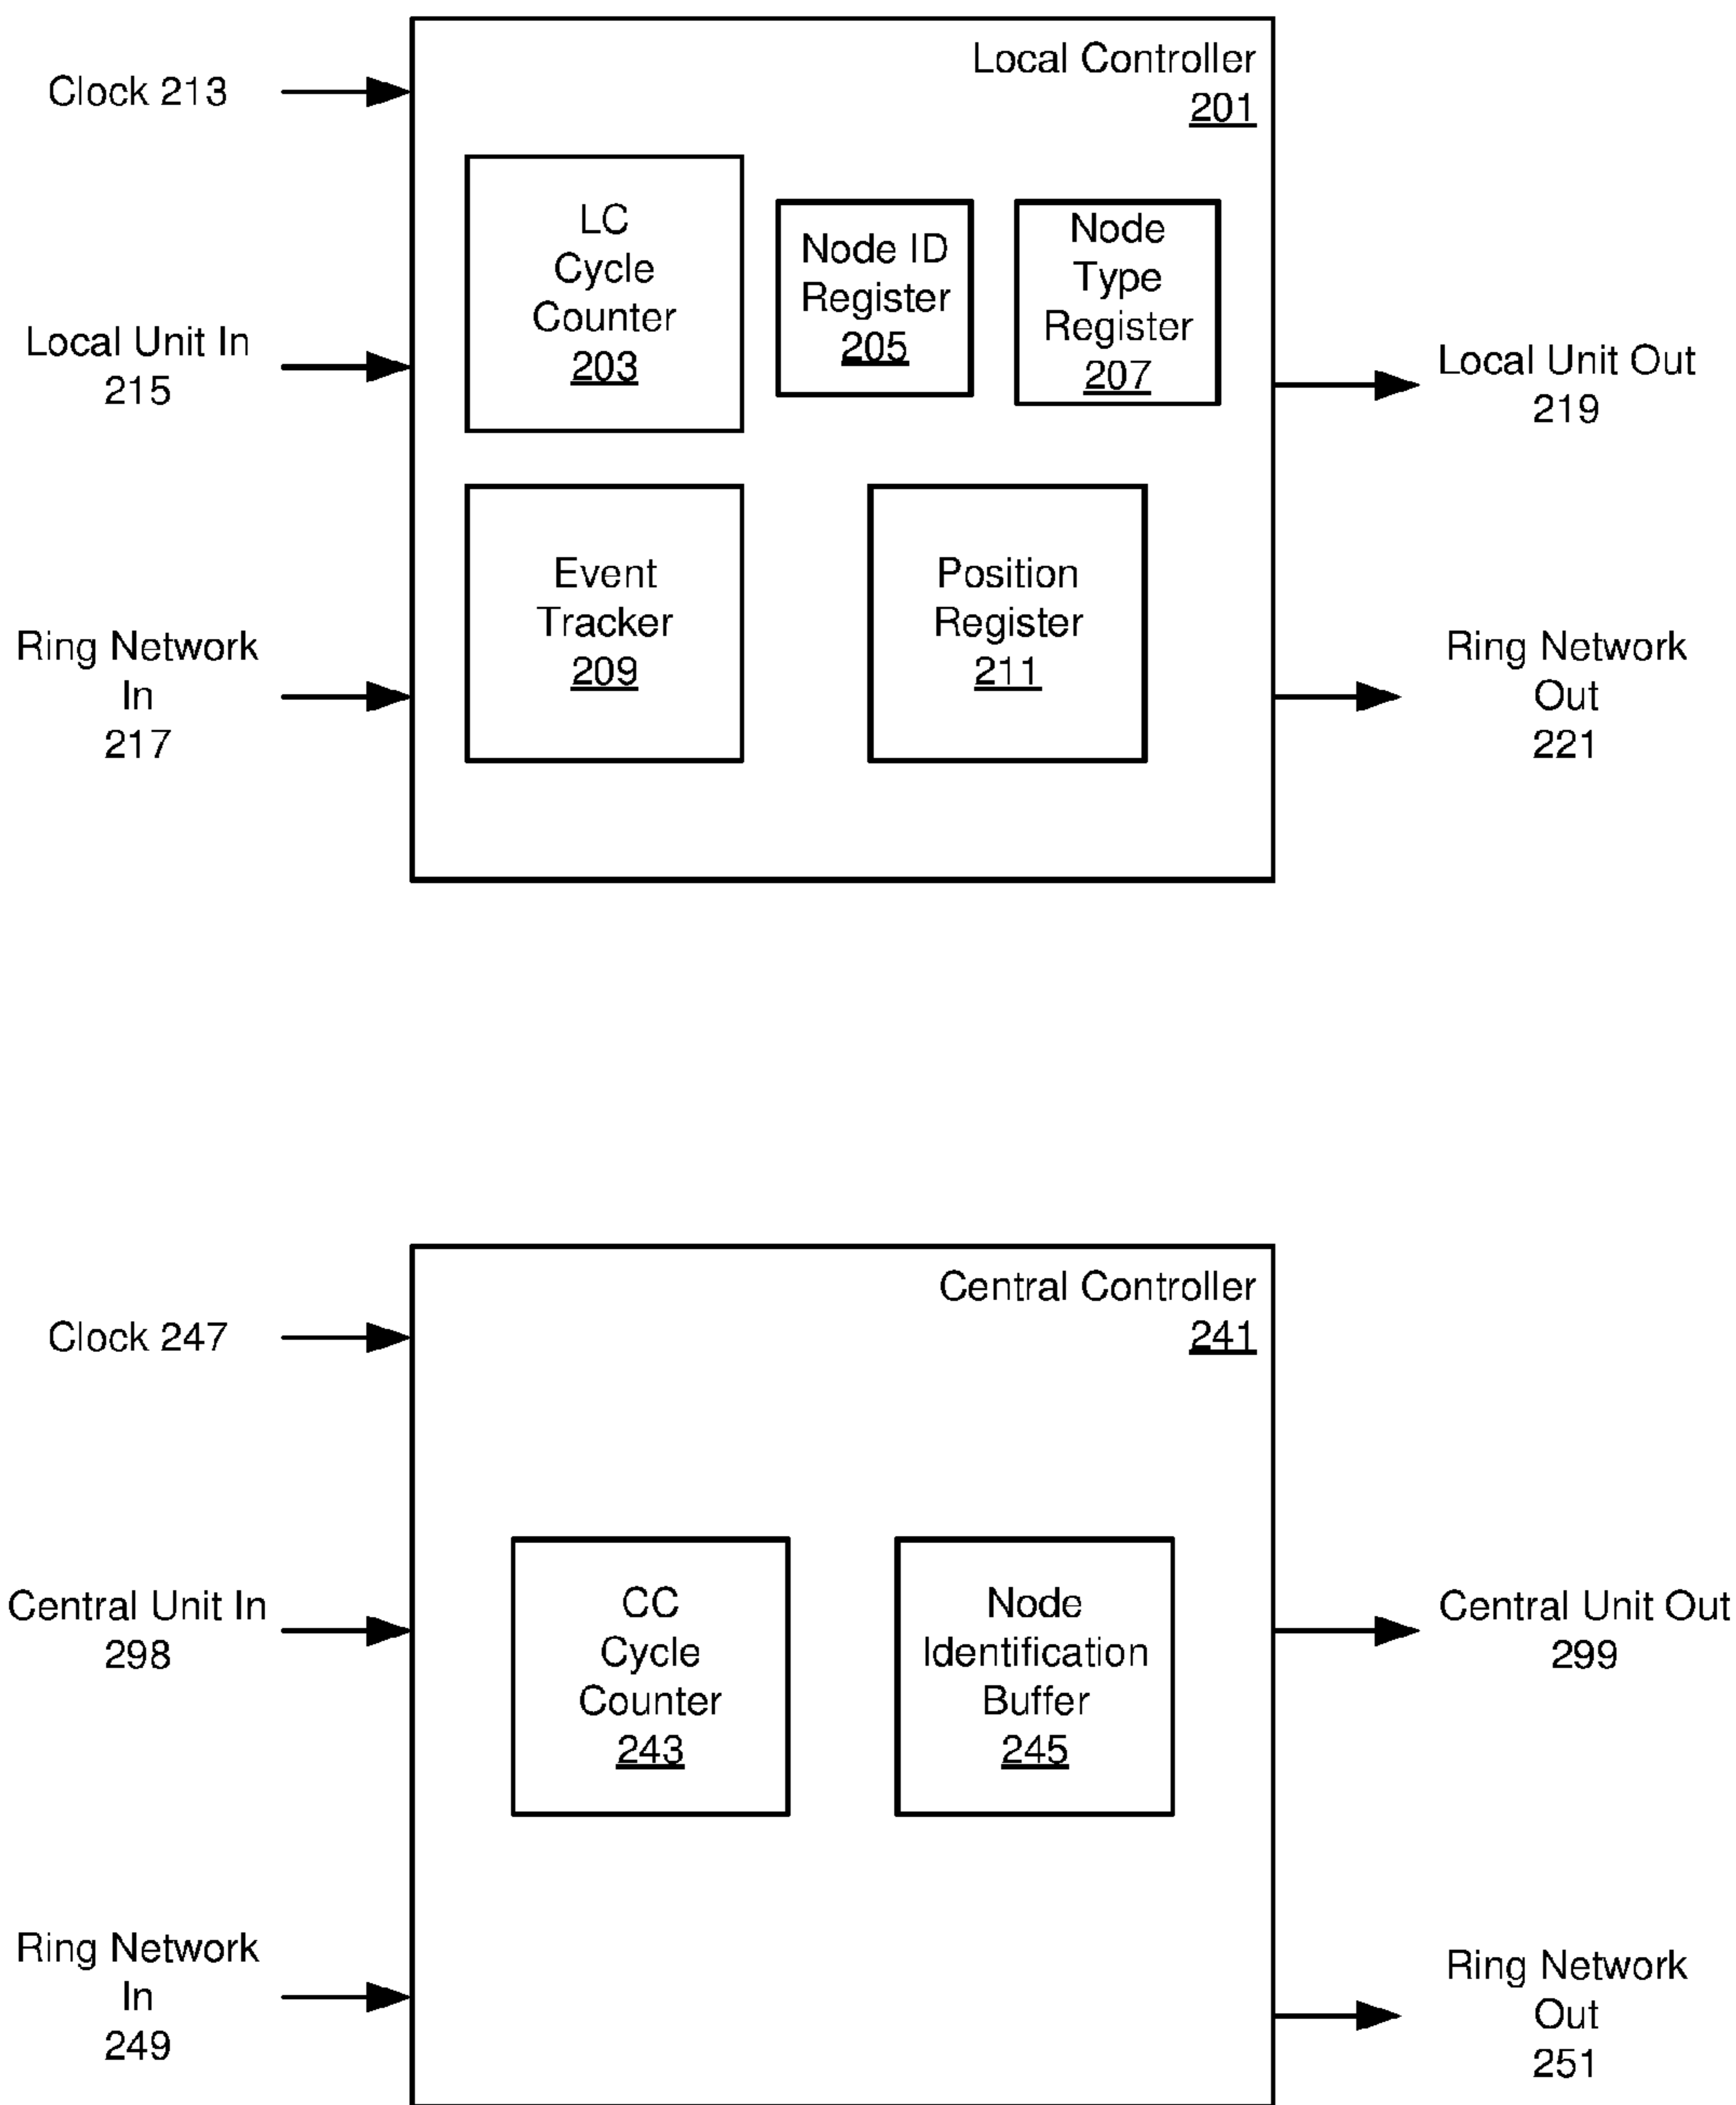 Local Controller
201
Clock 213
LC
Cycle
Counter
203
Node ID
Register
205
Node
Type
Register
207
Local Unit In
215
Local Unit Out
219
Event
Tracker
209
Position
Register
211
Ring Network
In
217
Ring Network
Out
221
Central Controller
241
Clock 247
CC
Cycle
Counter
243
Node
Identification
Buffer
245
Central Unit In
298
Central Unit Out
299
Ring Network
In
249
Ring Network
Out
251